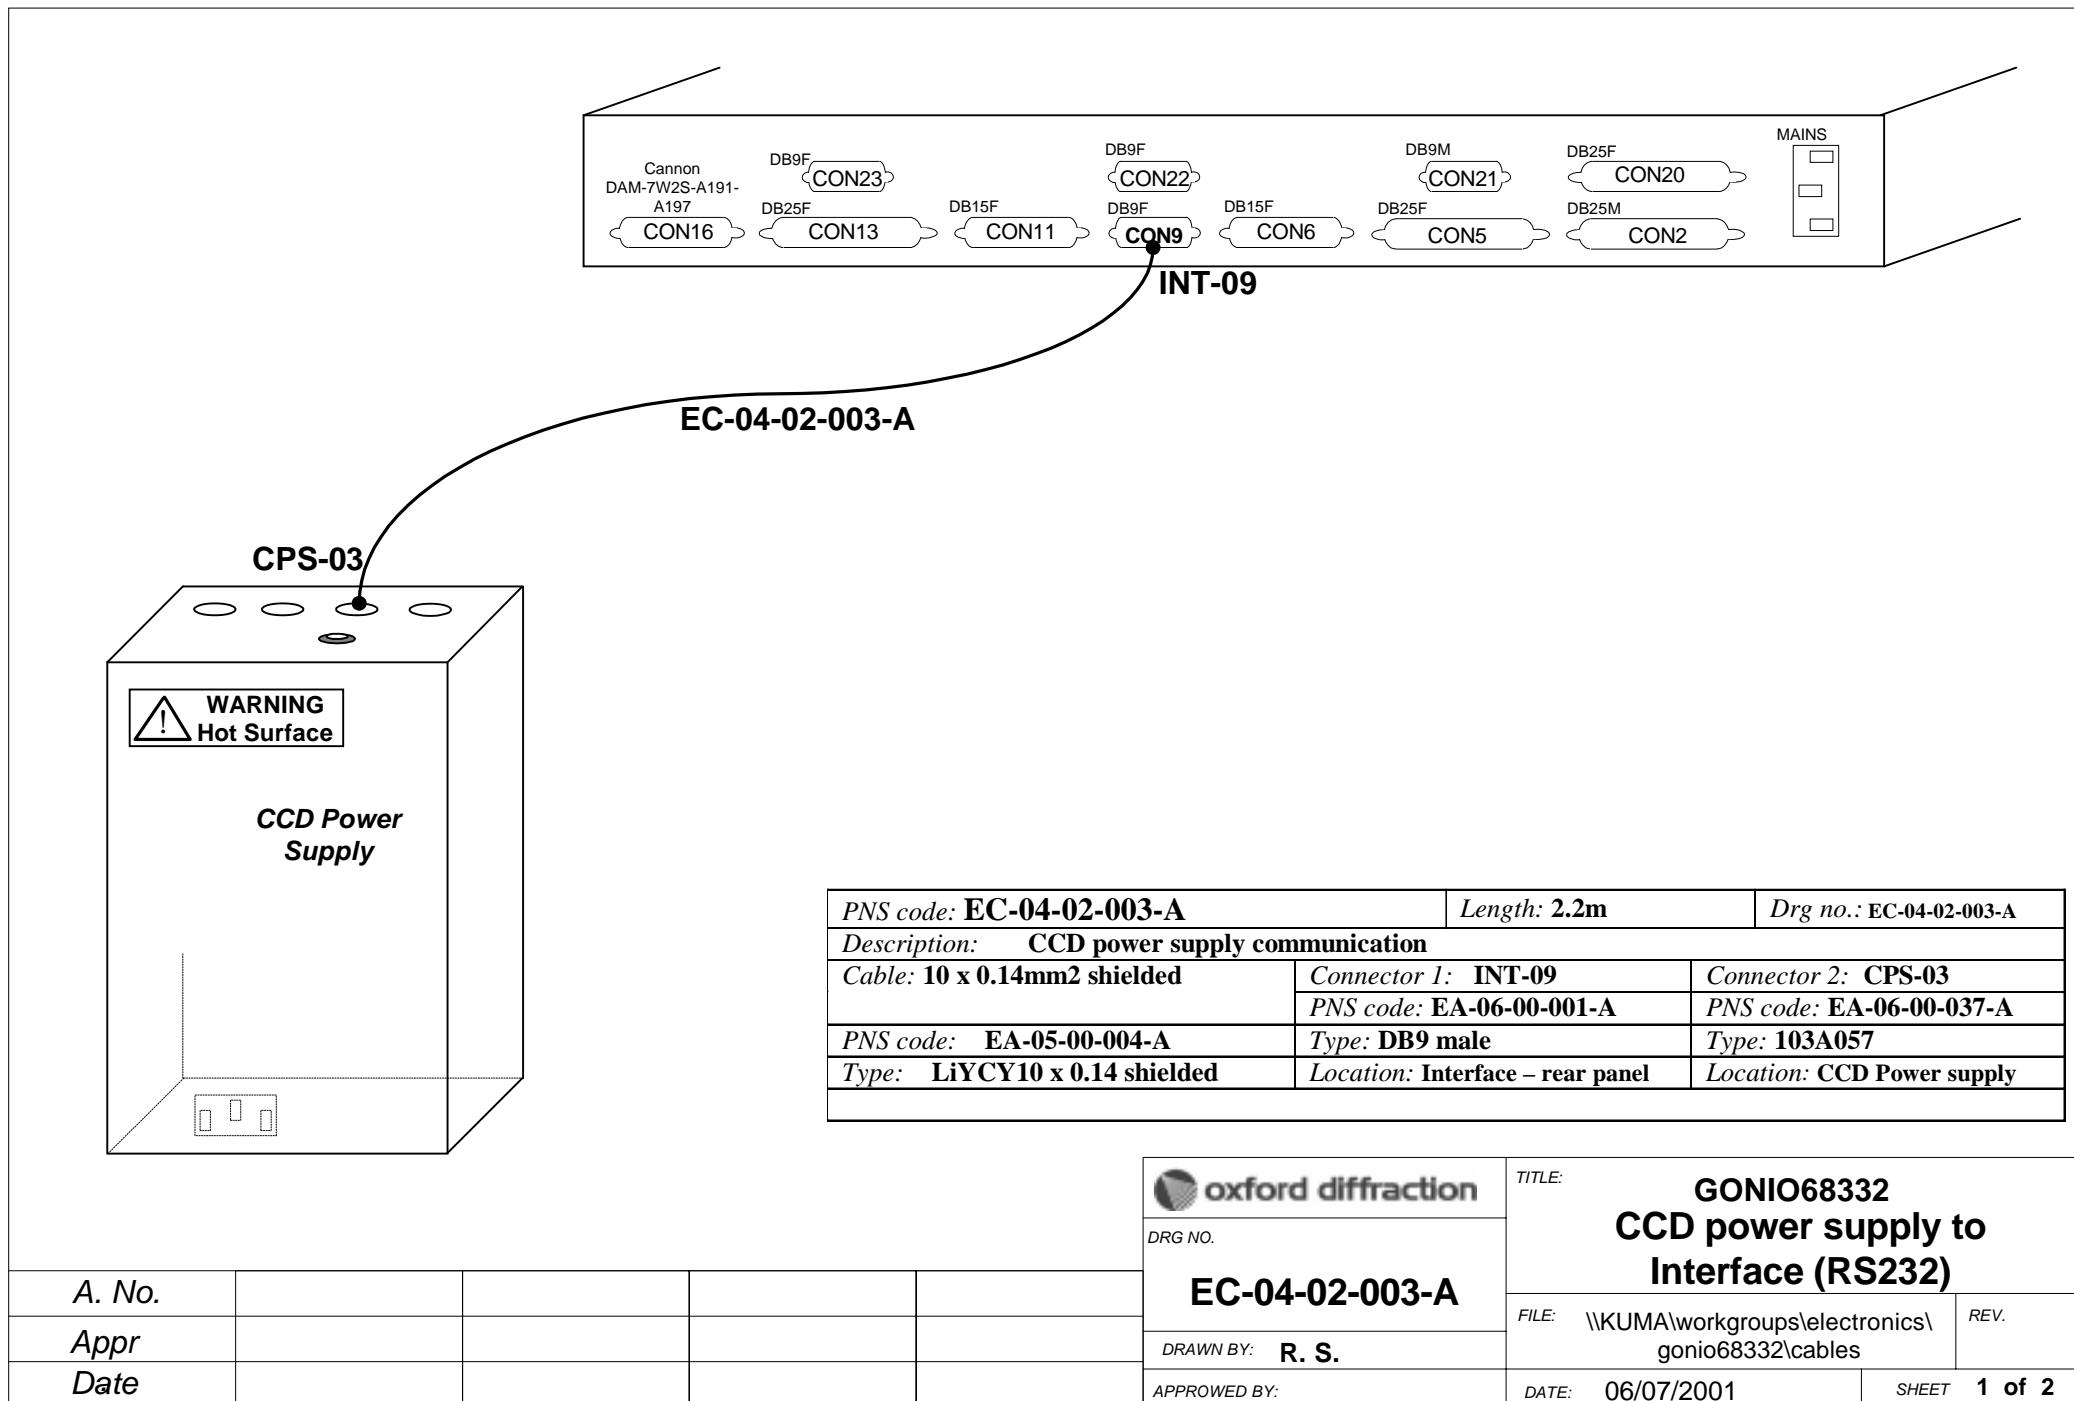 MAINS
DB9F
DB9F
DB9M
DB25F
Cannon
DAM-7W2S-A191-
A197
CON23
CON22
CON21
CON20
DB25F
DB15F
DB9F
DB15F
DB25F
DB25M
CON16
CON13
CON11
CON9
CON6
CON5
CON2
INT-09
EC-04-02-003-A
CPS-03
! WARNING
Hot Surface
CCD Power
Supply
PNS code: EC-04-02-003-A Length: 2.2m Drg no.: EC-04-02-003-A
Description: CCD power supply communication
Cable: 10 x 0.14mm2 shielded Connector 1: INT-09 Connector 2: CPS-03
PNS code: EA-06-00-001-A PNS code: EA-06-00-037-A
PNS code: EA-05-00-004-A Type: DB9 male Type: 103A057
Type: LiYCY10 x 0.14 shielded Location: Interface – rear panel Location: CCD Power supply
oxford diffraction
TITLE:
GONIO68332
CCD power supply to
Interface (RS232)
DRG NO.
EC-04-02-003-A
FILE: \\KUMA\workgroups\electronics\
gonio68332\cables
REV.
DRAWN BY: R. S.
APPROWED BY:
DATE: 06/07/2001
SHEET 1 of 2
A. No.
Appr
Date